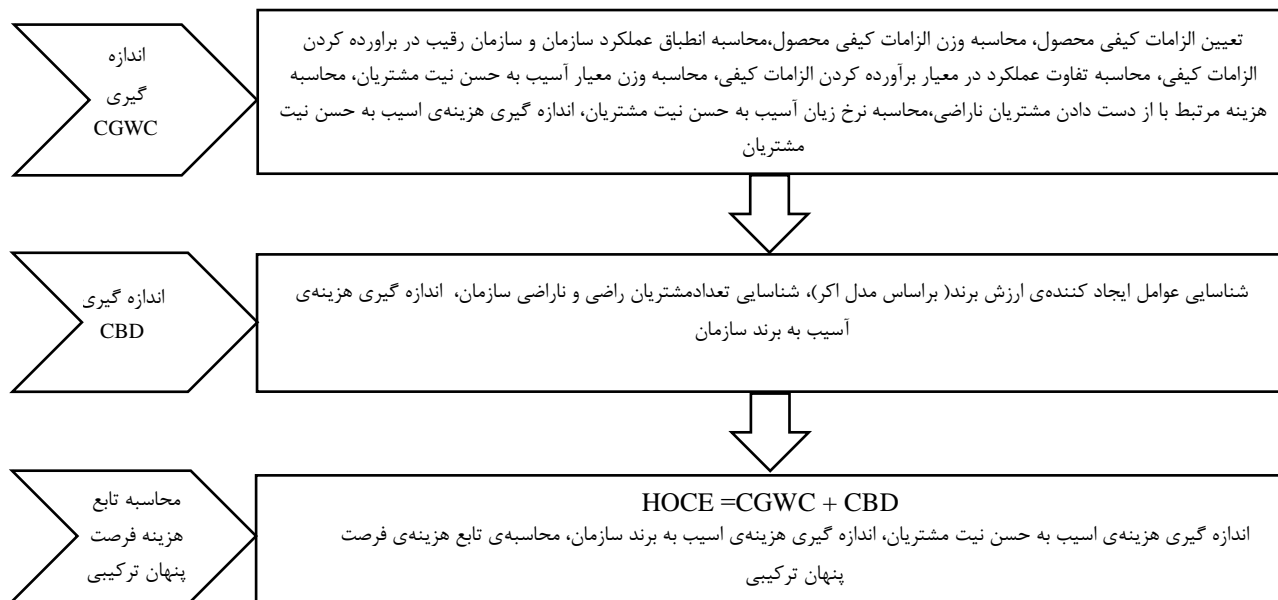 اندازه
گیری
CGWC
تعیین الزامات کیفی محصول، محاسبه وزن الزامات کیفی محصول،محاسبه انطباق عملکرد سازمان و سازمان رقیب در براورده کردن
الزامات کیفی، محاسبه تفاوت عملکرد در معیار برآورده کردن الزامات کیفی، محاسبه وزن معیار آسیب به حسن نیت مشتریان، محاسبه
هزینه مرتبط با از دست دادن مشتریان ناراضی،محاسبه نرخ زیان آسیب به حسن نیت مشتریان، اندازه گیری هزینه‌ی اسیب به حسن نیت
مشتریان
اندازه گیری
CBD
شناسایی عوامل ایجاد کننده‌ی ارزش برند( براساس مدل اکر)، شناسایی تعدادمشتریان راضی و ناراضی سازمان، اندازه گیری هزینه‌ی
آسیب به برند سازمان
محاسبه تابع
هزینه فرصت
پنهان ترکیبی
HOCE =CGWC + CBD
اندازه گیری هزینه‌ی اسیب به حسن نیت مشتریان، اندازه گیری هزینه‌ی اسیب به برند سازمان، محاسبه‌ی تابع هزینه‌ی فرصت
پنهان ترکیبی